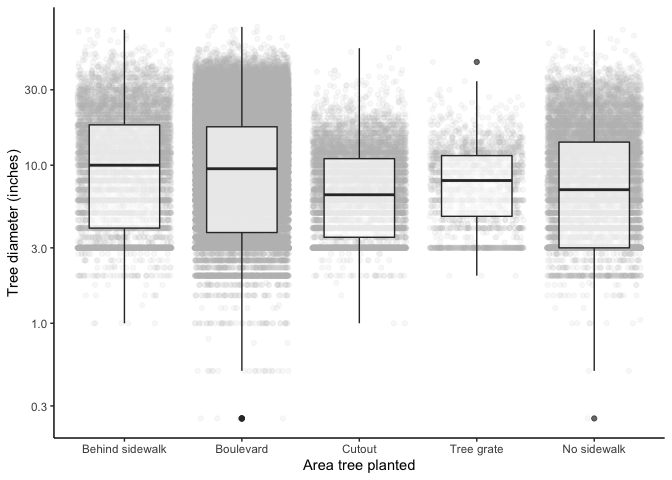 Tree diameter (inches)
30.0
10.0
3.0
1.0
0.3
Behind sidewalk
Boulevard
Cutout
Tree grate
No sidewalk
Area tree planted